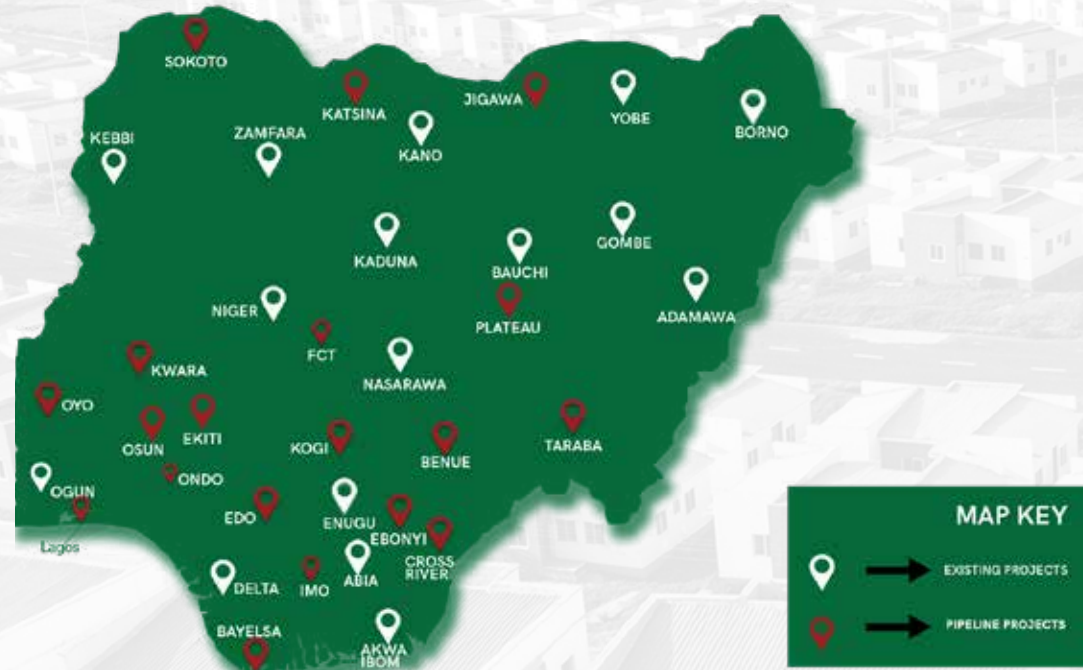 SOKOTO
KATSINA
JIGAWA
YOBE
BORNO
KEBBI
ZAMFARA
KANO
KADUNA
BAUCHI
GOMBE
ADAMAWA
NIGER
FCT
PLATEAU
NASARAWA
KWARA
OYO
OSUN
EKITI
KOGI
BENUE
TARABA
ONDO
OGUN
Lagos
EDO
ENUGU
EBONYI
CROSS
RIVER
DELTA
IMO
ABIA
BAYELSA
AKWA
IBOM
MAP KEY
EXISTING PROJECTS
PIPELINE PROJECTS